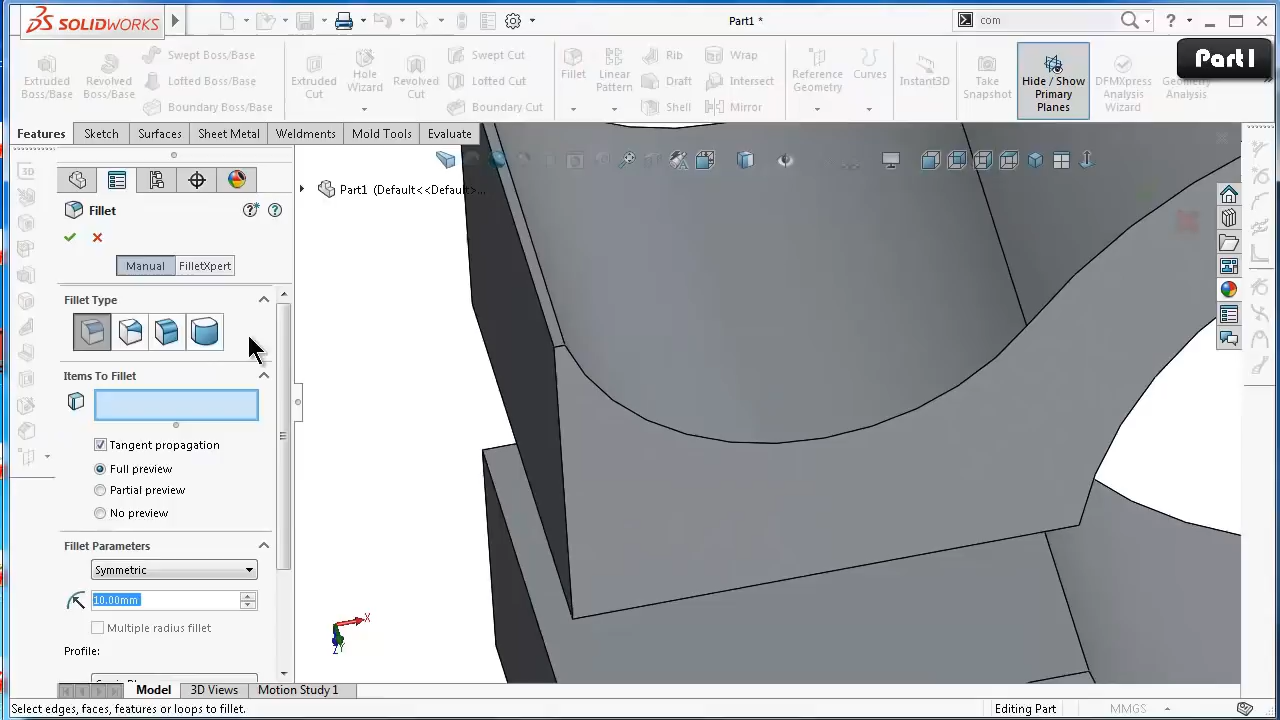 SOLIDWORKS
Part1 *
com
?
Part1
Extruded Boss/Base
Revolved Boss/Base
Swept Boss/Base
Lofted Boss/Base
Boundary Boss/Base
Extruded Cut
Hole Wizard
Revolved Cut
Swept Cut
Lofted Cut
Boundary Cut
Fillet
Linear Pattern
Rib
Draft
Shell
Wrap
Intersect
Mirror
Reference Geometry
Curves
Instant3D
Take Snapshot
Hide / Show Primary Planes
DFMXpress Analysis Wizard
Geometry Analysis
Features
Sketch
Surfaces
Sheet Metal
Weldments
Mold Tools
Evaluate
3D
Part1 (Default<<Default>...
Fillet
Manual
FilletXpert
Fillet Type
Items To Fillet
Tangent propagation
Full preview
Partial preview
No preview
Fillet Parameters
Symmetric
10.00mm
Multiple radius fillet
Profile:
X
Model
3D Views
Motion Study 1
Select edges, faces, features or loops to fillet.
Editing Part
MMGS